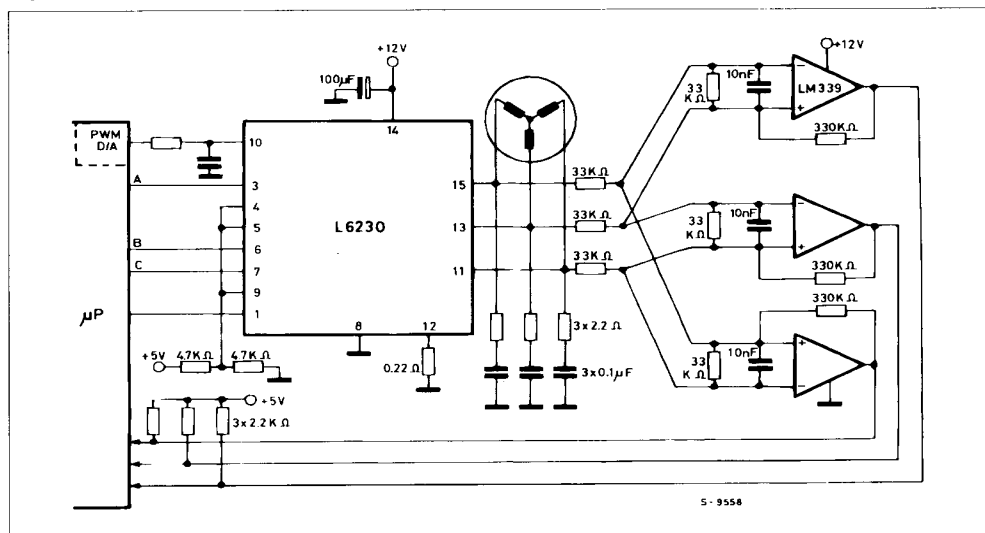 +12V
100µF
14
PWM
D/A
10
A
3
4
5
B
6
C
7
9
µP
1
L6230
15
13
11
8
12
0.22Ω
+5V
4.7KΩ
4.7KΩ
+5V
3x2.2KΩ
33KΩ
33KΩ
33KΩ
3x2.2Ω
3x0.1µF
+12V
33
KΩ
10nF
-
+
LM339
330KΩ
33
KΩ
10nF
-
+
330KΩ
330KΩ
33
KΩ
10nF
+
-
S-9558